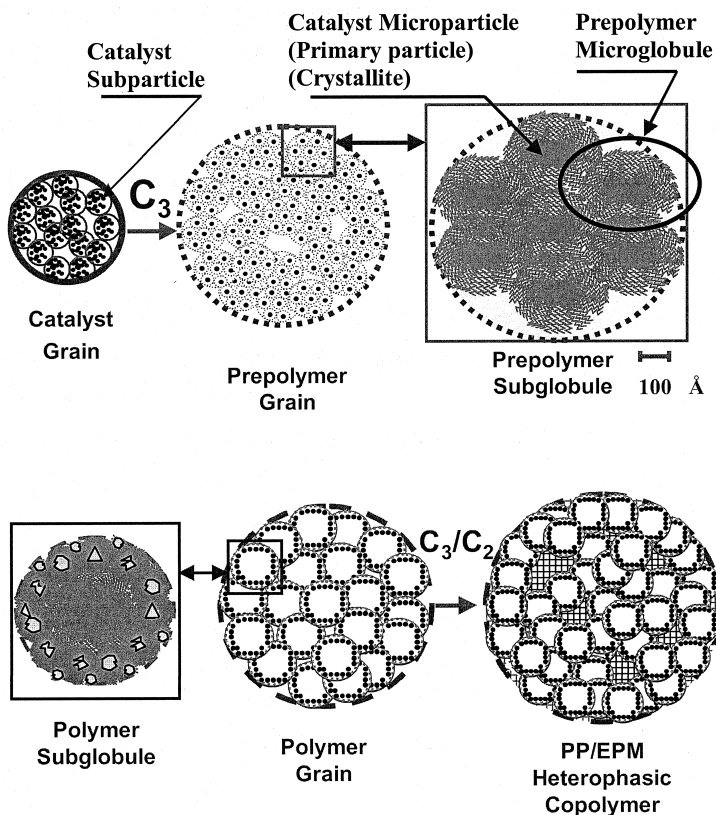 Catalyst
Subparticle
Catalyst Microparticle
(Primary particle)
(Crystallite)
Prepolymer
Microglobule
C₃
Catalyst
Grain
Prepolymer
Grain
Prepolymer
Subglobule
100 Å
C₃/C₂
Polymer
Subglobule
Polymer
Grain
PP/EPM
Heterophasic
Copolymer